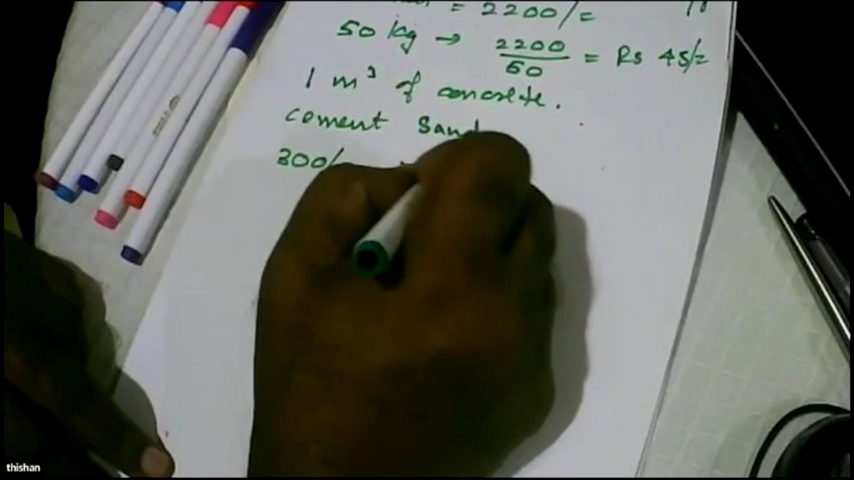 = 2200/=
50 kg → 2200/50 = Rs 45/=
1 m³ of concrete.
cement Sand
300/
thishan